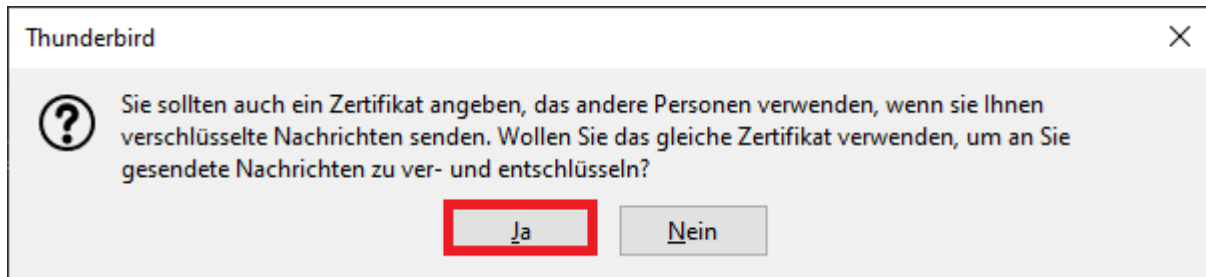 Thunderbird
Sie sollten auch ein Zertifikat angeben, das andere Personen verwenden, wenn sie Ihnen
verschlüsselte Nachrichten senden. Wollen Sie das gleiche Zertifikat verwenden, um an Sie
gesendete Nachrichten zu ver- und entschlüsseln?
Ja Nein